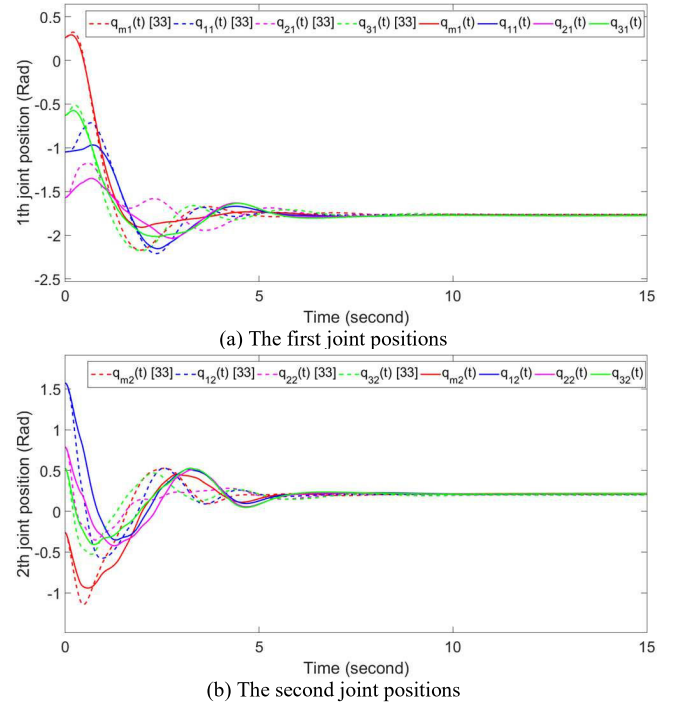 q_m1(t) [33] q_11(t) [33] q_21(t) [33] q_31(t) [33] q_m1(t) q_11(t) q_21(t) q_31(t)
0.5
0
-0.5
-1
-1.5
-2
-2.5
1th joint position (Rad)
0 5 10 15
Time (second)
(a) The first joint positions
q_m2(t) [33] q_12(t) [33] q_22(t) [33] q_32(t) [33] q_m2(t) q_12(t) q_22(t) q_32(t)
1.5
1
0.5
0
-0.5
-1
2th joint position (Rad)
0 5 10 15
Time (second)
(b) The second joint positions